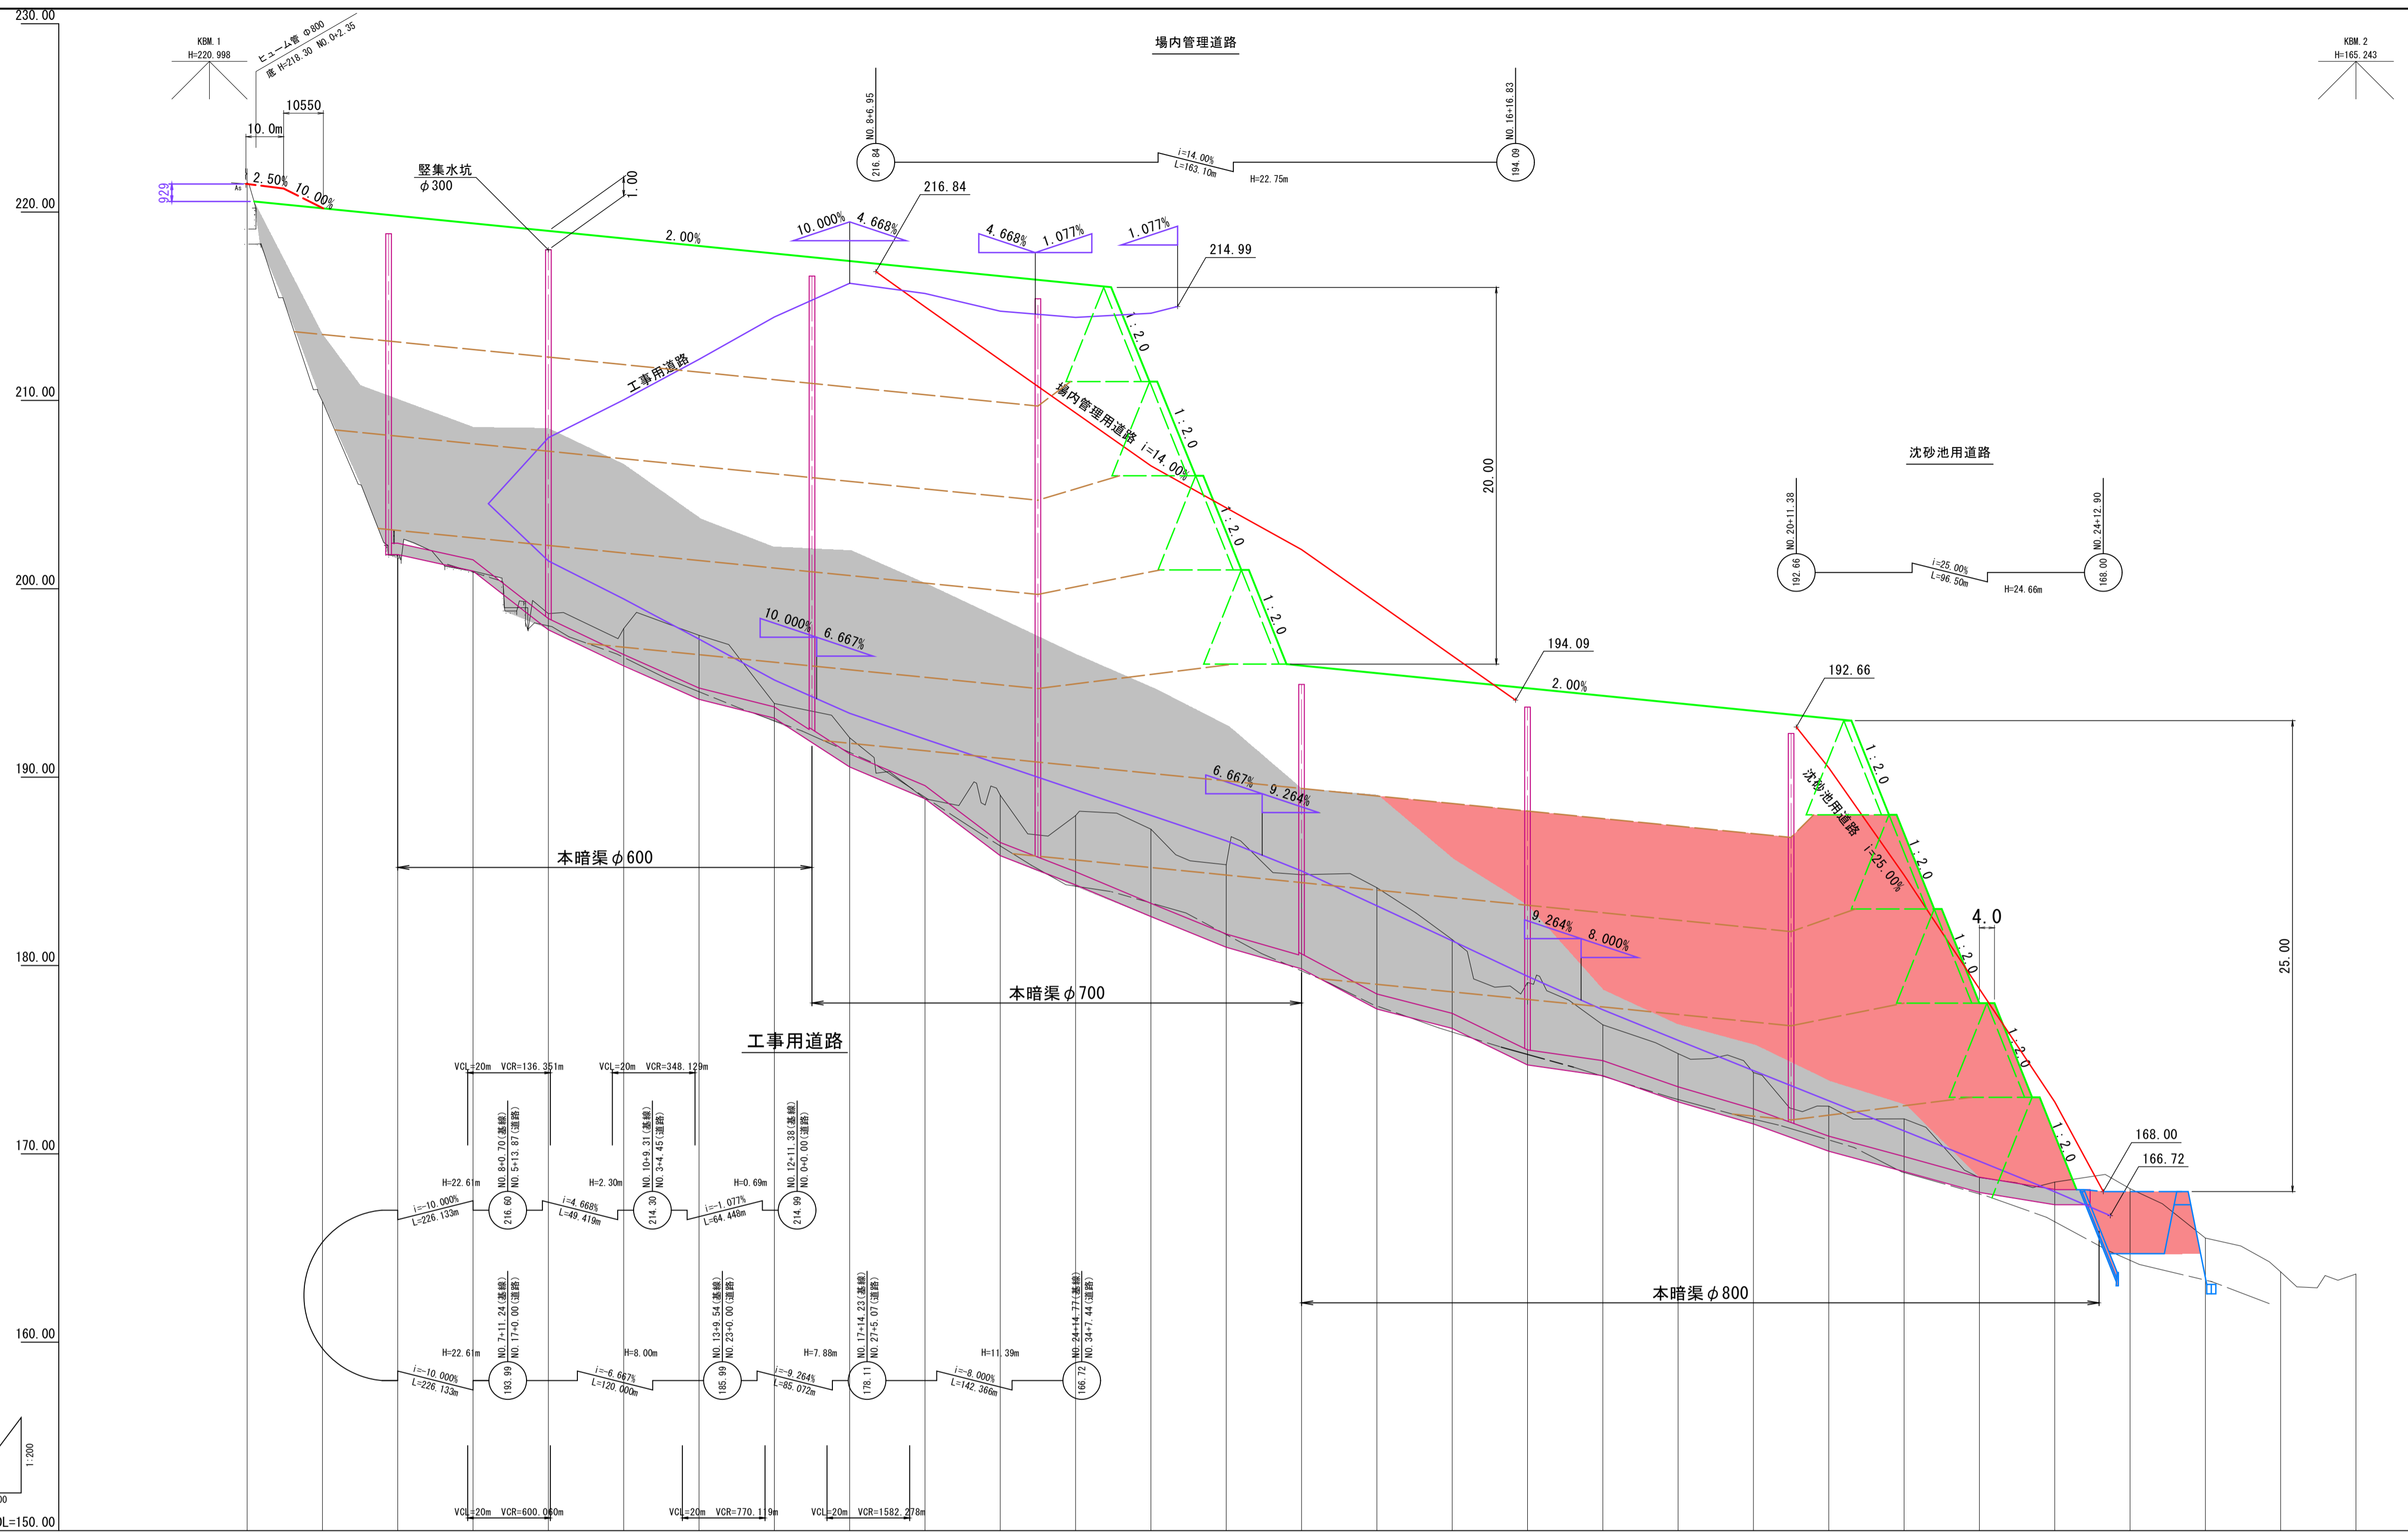 230.00
220.00
210.00
200.00
190.00
180.00
170.00
160.00
DL=150.00
KBM.1
H=220.998
ヒューム管 Φ800
底 H=218.30 NO.0+2.35
10550
10.0m
929
As
2.50%
10.00%
竪集水坑
φ300
1.00
2.00%
工事用道路
10.000%
4.668%
216.84
4.668%
1.077%
1.077%
214.99
場内管理道路
NO.8+6.95
216.84
i=14.00%
L=163.10m
H=22.75m
NO.16+16.83
194.09
KBM.2
H=165.243
1:2.0
1:2.0
1:2.0
1:2.0
場内管理用道路 i=14.00%
20.00
沈砂池用道路
NO.20+11.38
192.66
i=25.00%
L=96.50m
H=24.66m
NO.24+12.90
168.00
10.000%
6.667%
194.09
2.00%
192.66
6.667%
9.264%
9.264%
8.000%
沈砂池用道路 i=25.00%
1:2.0
1:2.0
1:2.0
1:2.0
1:2.0
4.0
25.00
168.00
166.72
本暗渠φ600
本暗渠φ700
本暗渠φ800
工事用道路
VCL=20m VCR=136.351m
VCL=20m VCR=348.129m
NO.8+0.70(基線)
NO.5+13.87(道路)
NO.10+9.31(基線)
NO.3+4.45(道路)
NO.12+11.38(基線)
NO.0+0.00(道路)
H=22.61m
H=2.30m
H=0.69m
i=-10.000%
L=226.133m
216.60
i=4.668%
L=49.419m
214.30
i=-1.077%
L=64.448m
214.99
NO.7+11.24(基線)
NO.17+0.00(道路)
NO.13+9.54(基線)
NO.23+0.00(道路)
NO.17+14.23(基線)
NO.27+5.07(道路)
NO.24+14.77(基線)
NO.34+7.44(道路)
H=22.61m
H=8.00m
H=7.88m
H=11.39m
i=-10.000%
L=226.133m
193.99
i=-6.667%
L=120.000m
185.99
i=-9.264%
L=85.072m
178.11
i=-8.000%
L=142.366m
166.72
VCL=20m VCR=600.060m
VCL=20m VCR=770.119m
VCL=20m VCR=1582.278m
1:200